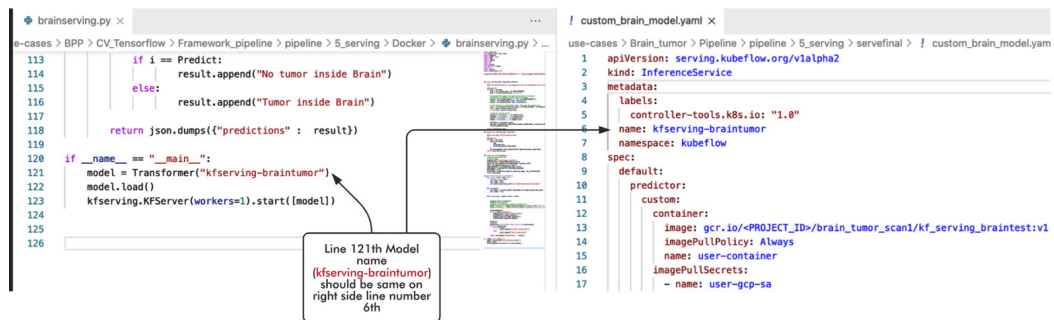 brainserving.py ×
e-cases > BPP > CV_Tensorflow > Framework_pipeline > pipeline > 5_serving > Docker > brainserving.py > ...
113 if i == Predict:
114 result.append("No tumor inside Brain")
115 else:
116 result.append("Tumor inside Brain")
117
118 return json.dumps({"predictions" : result})
119
120 if __name__ == "__main__":
121 model = Transformer("kfserving-braintumor")
122 model.load()
123 kfserving.KFServer(workers=1).start([model])
124
125
126
Line 121th Model
name
(kfserving-braintumor)
should be same on
right side line number
6th
! custom_brain_model.yaml ×
use-cases > Brain_tumor > Pipeline > pipeline > 5_serving > servefinal > ! custom_brain_model.yam
1 apiVersion: serving.kubeflow.org/v1alpha2
2 kind: InferenceService
3 metadata:
4 labels:
5 controller-tools.k8s.io: "1.0"
6 name: kfserving-braintumor
7 namespace: kubeflow
8 spec:
9 default:
10 predictor:
11 custom:
12 container:
13 image: gcr.io/<PROJECT_ID>/brain_tumor_scan1/kf_serving_braintest:v1
14 imagePullPolicy: Always
15 name: user-container
16 imagePullSecrets:
17 - name: user-gcp-sa